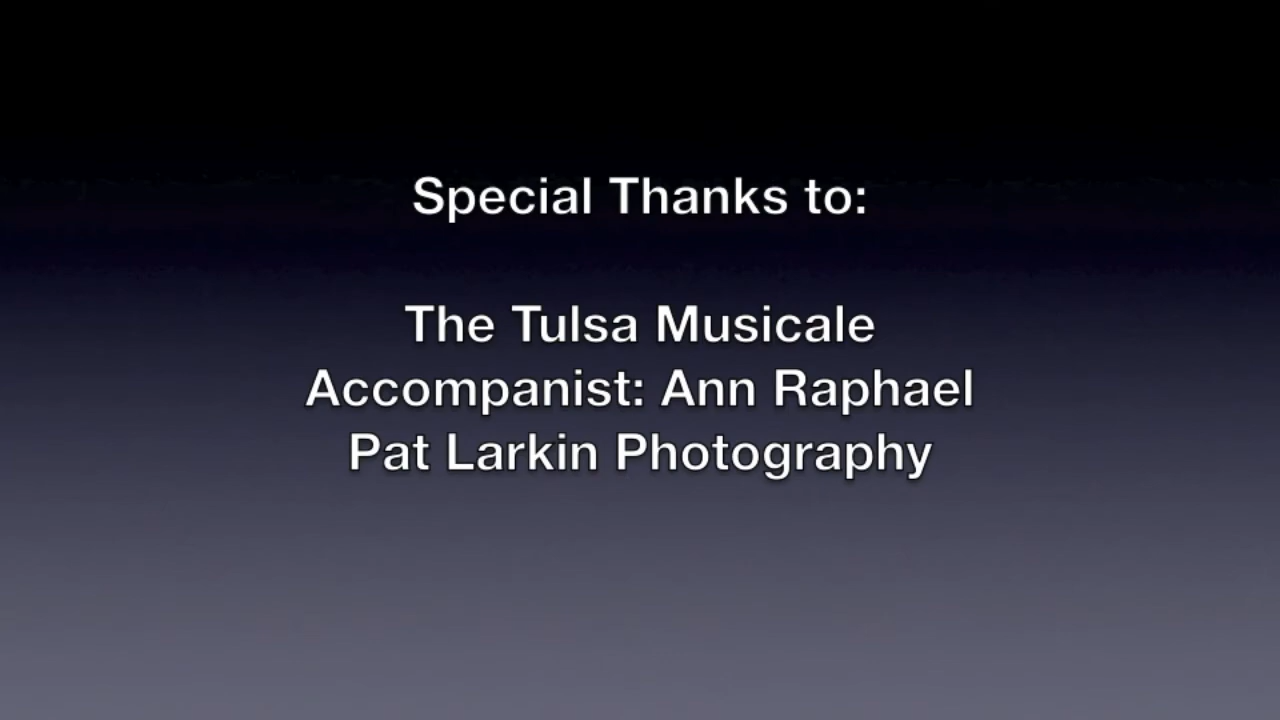 Special Thanks to:
The Tulsa Musicale
Accompanist: Ann Raphael
Pat Larkin Photography